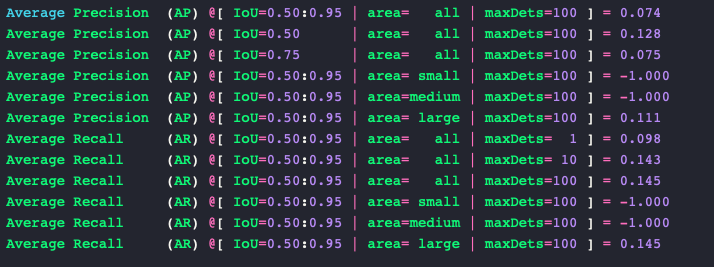 Average Precision  (AP) @[ IoU=0.50:0.95 | area=   all | maxDets=100 ] = 0.074
Average Precision  (AP) @[ IoU=0.50      | area=   all | maxDets=100 ] = 0.128
Average Precision  (AP) @[ IoU=0.75      | area=   all | maxDets=100 ] = 0.075
Average Precision  (AP) @[ IoU=0.50:0.95 | area= small | maxDets=100 ] = -1.000
Average Precision  (AP) @[ IoU=0.50:0.95 | area=medium | maxDets=100 ] = -1.000
Average Precision  (AP) @[ IoU=0.50:0.95 | area= large | maxDets=100 ] = 0.111
Average Recall     (AR) @[ IoU=0.50:0.95 | area=   all | maxDets=  1 ] = 0.098
Average Recall     (AR) @[ IoU=0.50:0.95 | area=   all | maxDets= 10 ] = 0.143
Average Recall     (AR) @[ IoU=0.50:0.95 | area=   all | maxDets=100 ] = 0.145
Average Recall     (AR) @[ IoU=0.50:0.95 | area= small | maxDets=100 ] = -1.000
Average Recall     (AR) @[ IoU=0.50:0.95 | area=medium | maxDets=100 ] = -1.000
Average Recall     (AR) @[ IoU=0.50:0.95 | area= large | maxDets=100 ] = 0.145